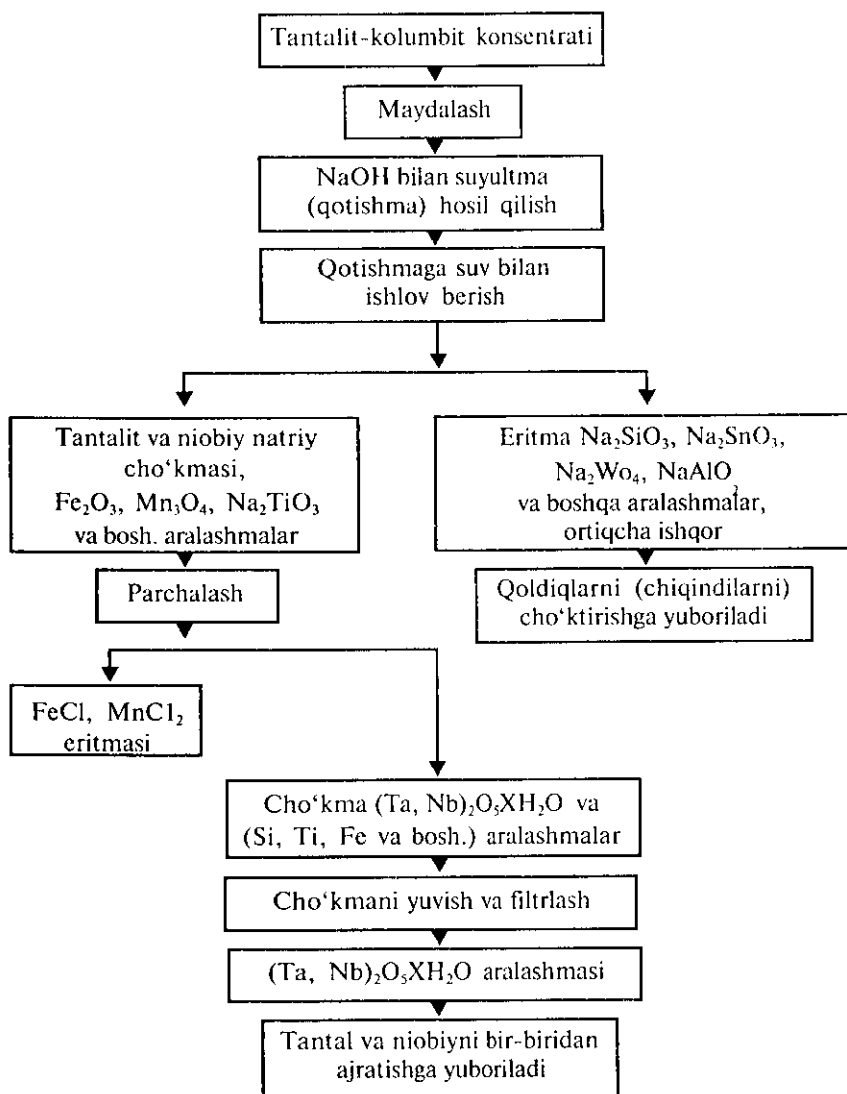 Tantalit-kolumbit konsentrati
Maydalash
NaOH bilan suyultma
(qotishma) hosil qilish
Qotishmaga suv bilan
ishlov berish
Tantalit va niobiy natriy
cho‘kmasi,
Fe₂O₃, Mn₃O₄, Na₂TiO₃
va bosh. aralashmalar
Eritma Na₂SiO₃, Na₂SnO₃,
Na₂Wo₄, NaAlO₂
va boshqa aralashmalar,
ortiqcha ishqor
Parchalash
Qoldiqlarni (chiqindilarni)
cho‘ktirishga yuboriladi
FeCl, MnCl₂
eritmasi
Cho‘kma (Ta, Nb)₂O₅XH₂O va
(Si, Ti, Fe va bosh.) aralashmalar
Cho‘kmani yuvish va filtrlash
(Ta, Nb)₂O₅XH₂O aralashmasi
Tantal va niobiyni bir-biridan
ajratishga yuboriladi